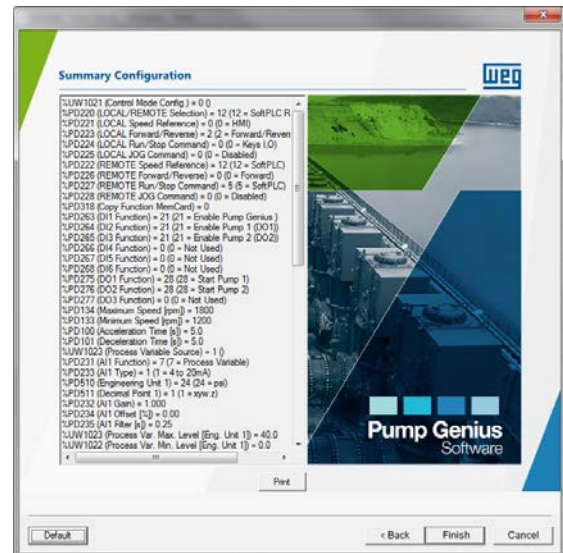 Summary Configuration
weg
%UW1021 (Control Mode Config.) = 0 ()
%PD220 (LOCAL/REMOTE Selection) = 12 (12 = SoftPLC R
%PD221 (LOCAL Speed Reference) = 0 (0 = HMI)
%PD223 (LOCAL Forward/Reverse) = 2 (2 = Forward/Reven
%PD224 (LOCAL Run/Stop Command) = 0 (0 = Keys I,O)
%PD225 (LOCAL JOG Command) = 0 (0 = Disabled)
%PD222 (REMOTE Speed Reference) = 12 (12 = SoftPLC)
%PD226 (REMOTE Forward/Reverse) = 0 (0 = Forward)
%PD227 (REMOTE Run/Stop Command) = 5 (5 = SoftPLC)
%PD228 (REMOTE JOG Command) = 0 (0 = Disabled)
%PD318 (Copy Function MemCard) = 0
%PD263 (DI1 Function) = 21 (21 = Enable Pump Genius )
%PD264 (DI2 Function) = 21 (21 = Enable Pump 1 (DO1))
%PD265 (DI3 Function) = 21 (21 = Enable Pump 2 (DO2))
%PD266 (DI4 Function) = 0 (0 = Not Used)
%PD267 (DI5 Function) = 0 (0 = Not Used)
%PD268 (DI6 Function) = 0 (0 = Not Used)
%PD275 (DO1 Function) = 28 (28 = Start Pump 1)
%PD276 (DO2 Function) = 28 (28 = Start Pump 2)
%PD277 (DO3 Function) = 0 (0 = Not Used)
%PD134 (Maximum Speed [rpm]) = 1800
%PD133 (Minimum Speed [rpm]) = 1200
%PD100 (Acceleration Time [s]) = 5.0
%PD101 (Deceleration Time [s]) = 5.0
%UW1023 (Process Variable Source) = 1 ()
%PD231 (AI1 Function) = 7 (7 = Process Variable)
%PD233 (AI1 Type) = 1 (1 = 4 to 20mA)
%PD510 (Engineering Unit 1) = 24 (24 = psi)
%PD511 (Decimal Point 1) = 1 (1 = xyw.z)
%PD232 (AI1 Gain) = 1.000
%PD234 (AI1 Offset [%]) = 0.00
%PD235 (AI1 Filter [s]) = 0.25
%UW1023 (Process Var. Max. Level [Eng. Unit 1]) = 40.0
%UW1022 (Process Var. Min. Level [Eng. Unit 1]) = 0.0
Pump Genius
Software
Print
Default
< Back
Finish
Cancel